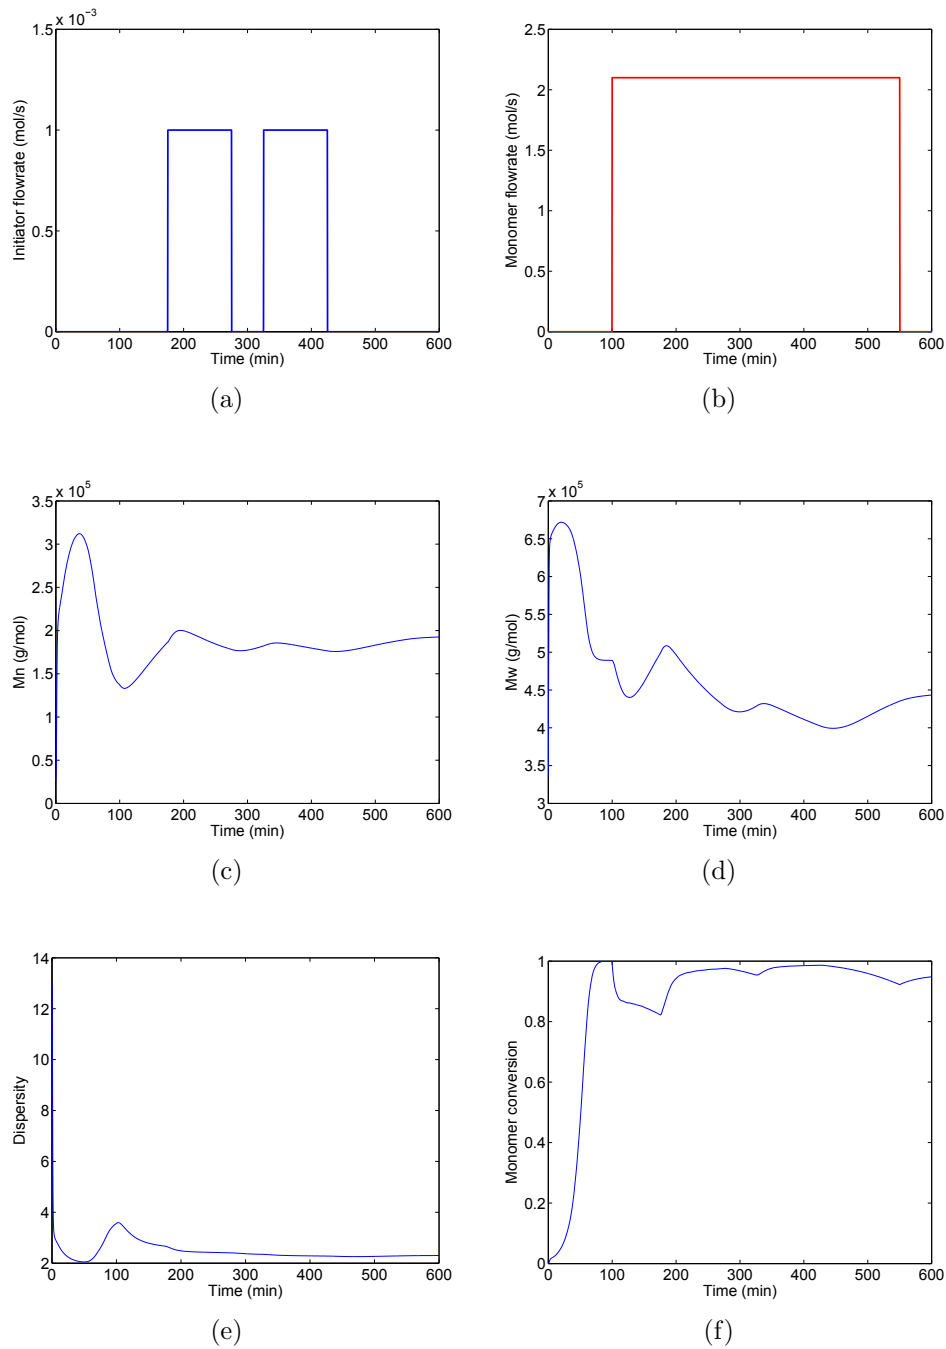 x 10−3
1.5
1
0.5
0
Initiator flowrate (mol/s)
0 100 200 300 400 500 600
Time (min)
(a)
2.5
2
1.5
1
0.5
0
Monomer flowrate (mol/s)
0 100 200 300 400 500 600
Time (min)
(b)
x 10^5
3.5
3
2.5
2
1.5
1
0.5
0
Mn (g/mol)
0 100 200 300 400 500 600
Time (min)
(c)
x 10^5
7
6.5
6
5.5
5
4.5
4
3.5
3
Mw (g/mol)
0 100 200 300 400 500 600
Time (min)
(d)
14
12
10
8
6
4
2
Dispersity
0 100 200 300 400 500 600
Time (min)
(e)
1
0.8
0.6
0.4
0.2
0
Monomer conversion
0 100 200 300 400 500 600
Time (min)
(f)